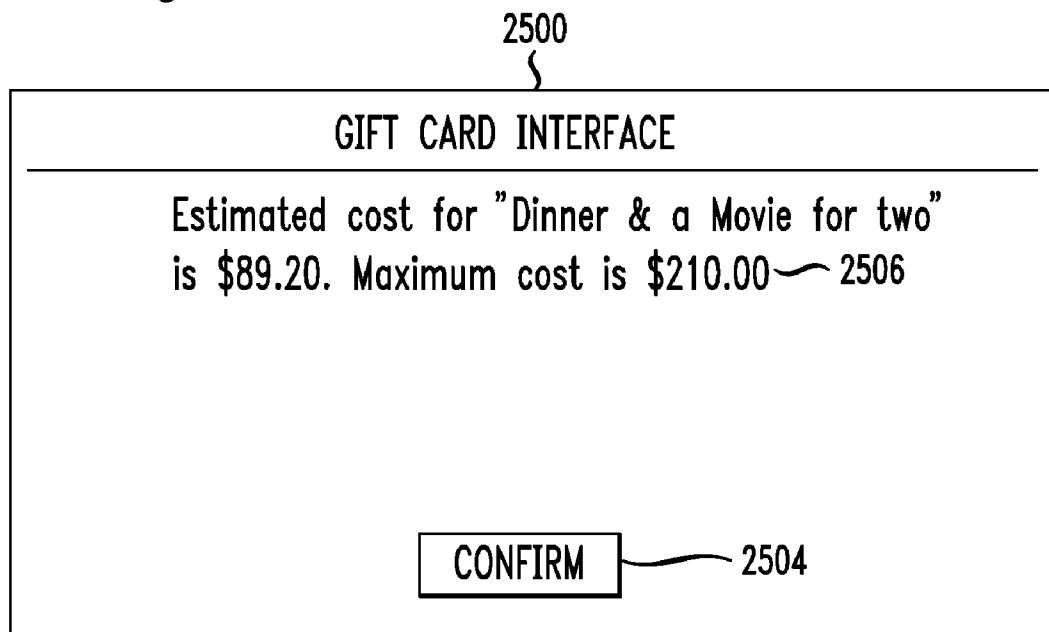 2500
GIFT CARD INTERFACE
Estimated cost for "Dinner & a Movie for two"
is $89.20. Maximum cost is $210.00 2506
CONFIRM 2504